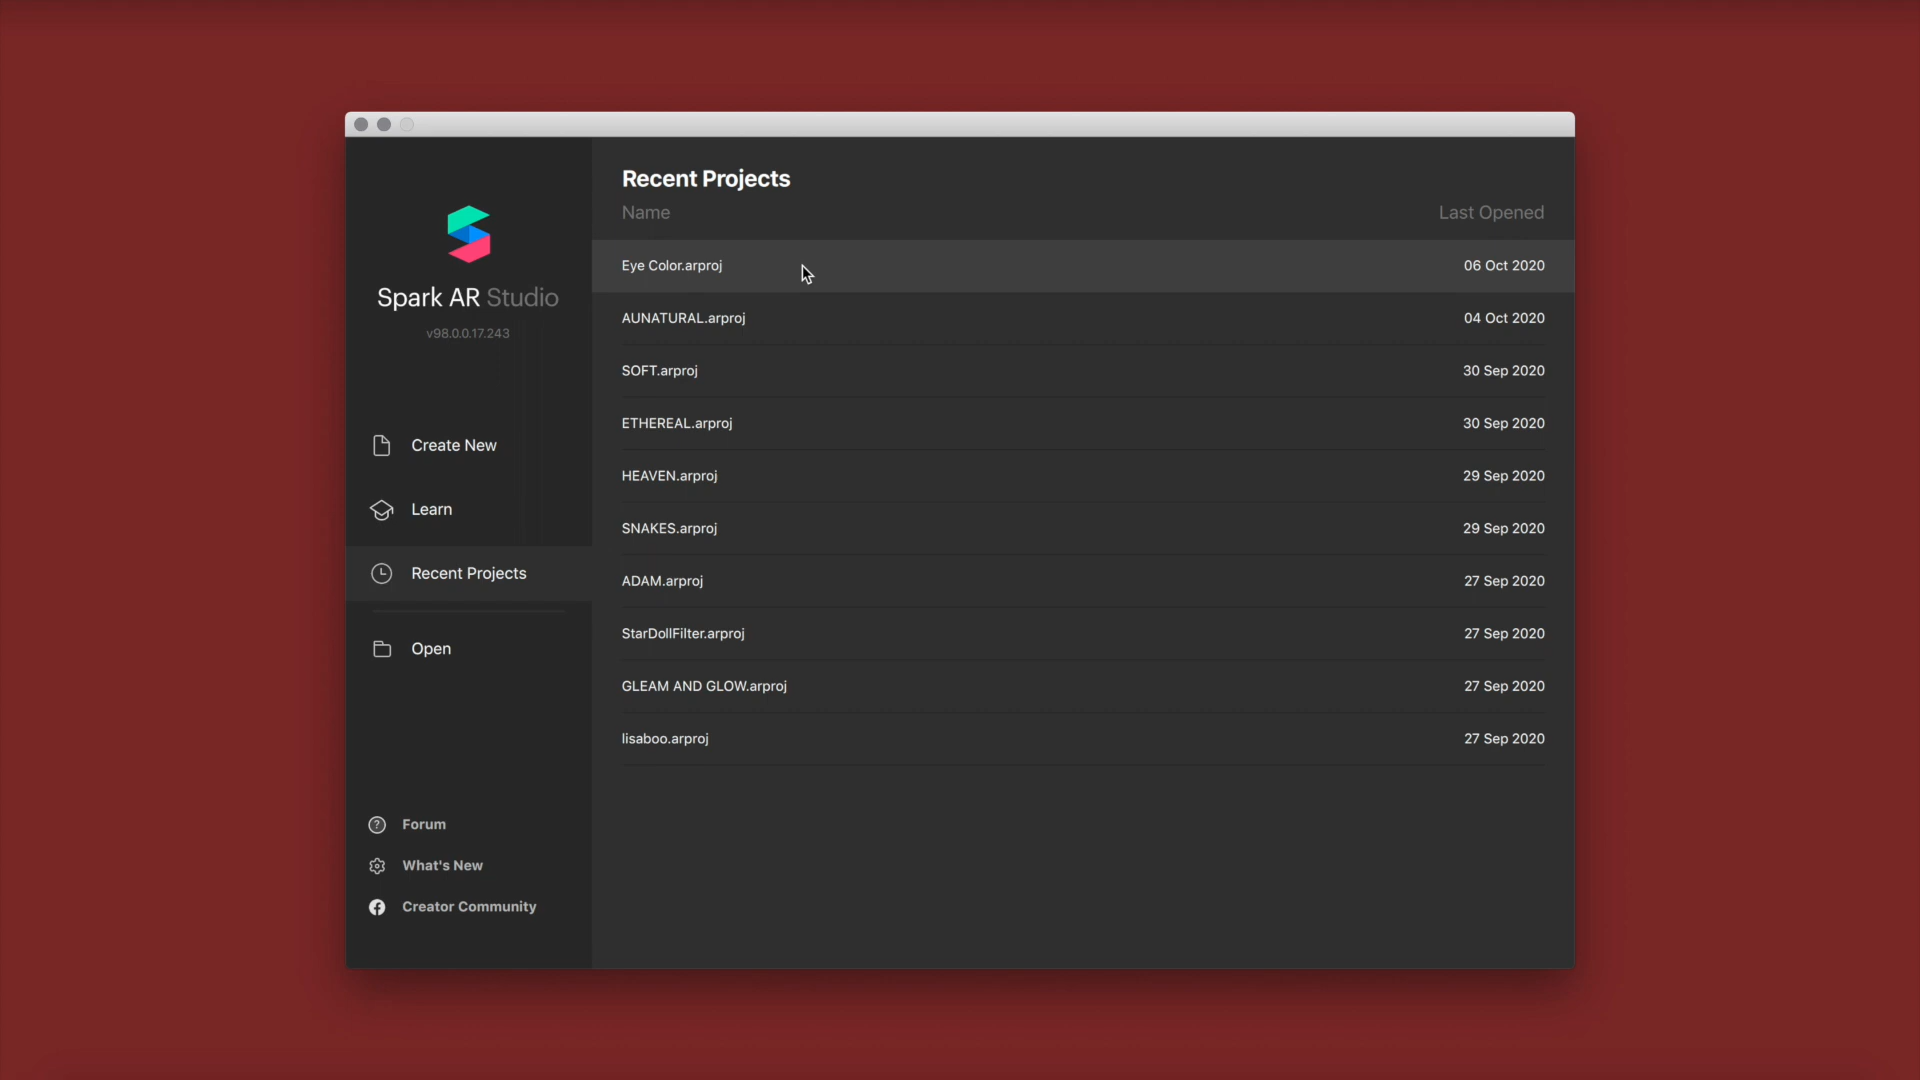 Spark AR Studio
v98.0.0.17.243
Create New
Learn
Recent Projects
Open
Forum
What's New
Creator Community
Recent Projects
Name Last Opened
Eye Color.arproj 06 Oct 2020
AUNATURAL.arproj 04 Oct 2020
SOFT.arproj 30 Sep 2020
ETHEREAL.arproj 30 Sep 2020
HEAVEN.arproj 29 Sep 2020
SNAKES.arproj 29 Sep 2020
ADAM.arproj 27 Sep 2020
StarDollFilter.arproj 27 Sep 2020
GLEAM AND GLOW.arproj 27 Sep 2020
lisaboo.arproj 27 Sep 2020